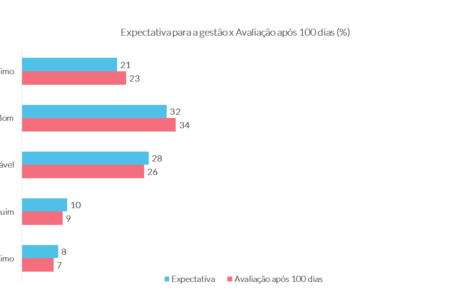 Expectativa para a gestão x Avaliação após 100 dias (%)
imo
21
23
Bom
32
34
ável
28
26
uim
10
9
imo
8
7
Expectativa
Avaliação após 100 dias